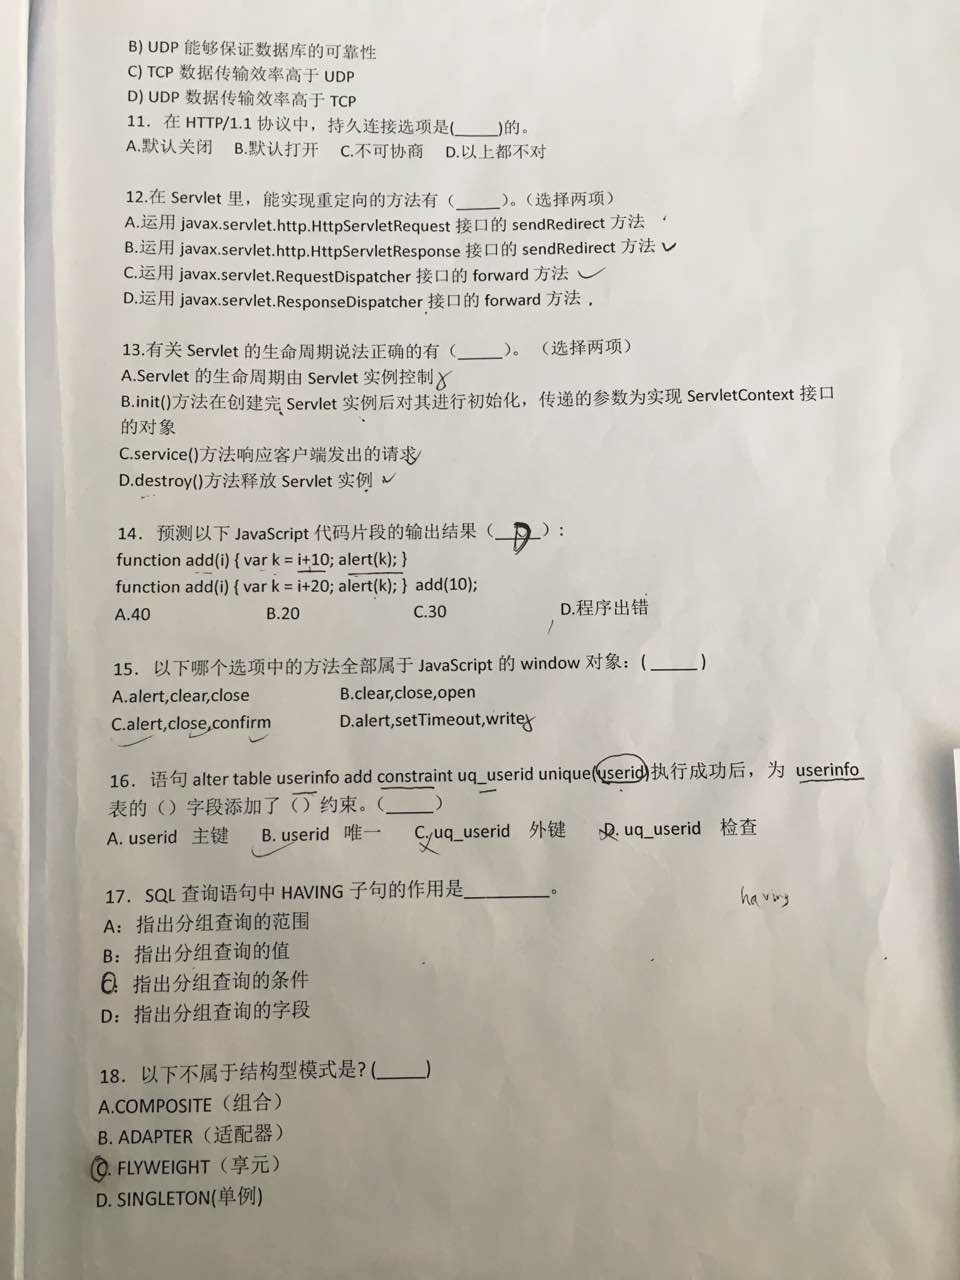 B) UDP 能够保证数据库的可靠性
C) TCP 数据传输效率高于 UDP
D) UDP 数据传输效率高于 TCP
11. 在 HTTP/1.1 协议中，持久连接选项是(_____)的。
A.默认关闭 B.默认打开 C.不可协商 D.以上都不对
12.在 Servlet 里，能实现重定向的方法有（_____）。（选择两项）
A.运用 javax.servlet.http.HttpServletRequest 接口的 sendRedirect 方法
B.运用 javax.servlet.http.HttpServletResponse 接口的 sendRedirect 方法
C.运用 javax.servlet.RequestDispatcher 接口的 forward 方法
D.运用 javax.servlet.ResponseDispatcher 接口的 forward 方法
13.有关 Servlet 的生命周期说法正确的有（_____）。（选择两项）
A.Servlet 的生命周期由 Servlet 实例控制
B.init()方法在创建完 Servlet 实例后对其进行初始化，传递的参数为实现 ServletContext 接口
的对象
C.service()方法响应客户端发出的请求
D.destroy()方法释放 Servlet 实例
14. 预测以下 JavaScript 代码片段的输出结果（__D__）:
function add(i) { var k = i+10; alert(k); }
function add(i) { var k = i+20; alert(k); } add(10);
A.40 B.20 C.30 D.程序出错
15. 以下哪个选项中的方法全部属于 JavaScript 的 window 对象：(_____)
A.alert,clear,close B.clear,close,open
C.alert,close,confirm D.alert,setTimeout,write
16. 语句 alter table userinfo add constraint uq_userid unique(userid)执行成功后，为 userinfo
表的（）字段添加了（）约束。（_____）
A. userid 主键 B. userid 唯一 C. uq_userid 外键 D. uq_userid 检查
17. SQL 查询语句中 HAVING 子句的作用是_________。
having
A：指出分组查询的范围
B：指出分组查询的值
C：指出分组查询的条件
D：指出分组查询的字段
18. 以下不属于结构型模式是？(_____)
A.COMPOSITE（组合）
B. ADAPTER（适配器）
C. FLYWEIGHT（享元）
D. SINGLETON(单例)